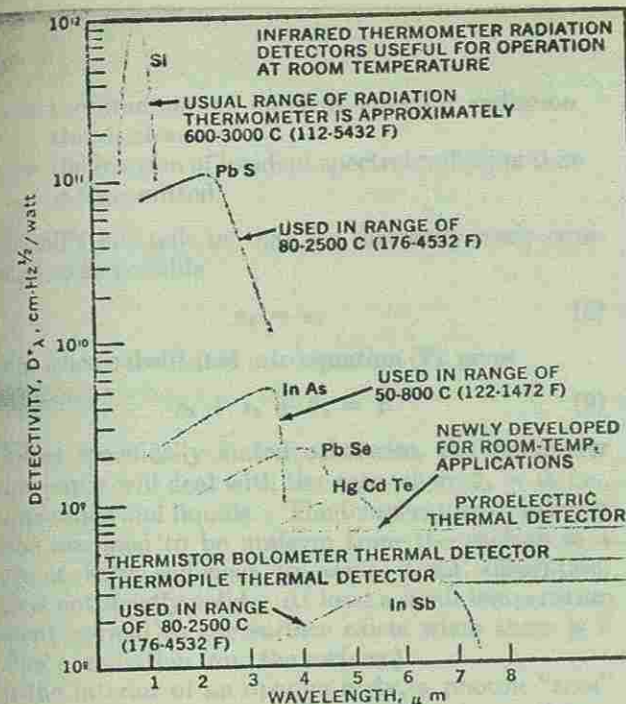 INFRARED THERMOMETER RADIATION
DETECTORS USEFUL FOR OPERATION
AT ROOM TEMPERATURE
10¹²
SI
USUAL RANGE OF RADIATION
THERMOMETER IS APPROXIMATELY
600-3000 C (112-5432 F)
10¹¹
Pb S
USED IN RANGE OF
80-2500 C (176-4532 F)
10¹⁰
In As
USED IN RANGE OF
50-800 C (122-1472 F)
Pb Se
NEWLY DEVELOPED
FOR ROOM-TEMP.
APPLICATIONS
Hg Cd Te
10⁹
PYROELECTRIC
THERMAL DETECTOR
THERMISTOR BOLOMETER THERMAL DETECTOR
THERMOPILE THERMAL DETECTOR
USED IN RANGE
OF 80-2500 C
(176-4532 F)
In Sb
10⁸
1 2 3 4 5 6 7 8
WAVELENGTH, μm
DETECTIVITY, D*λ, cm·Hz½/watt